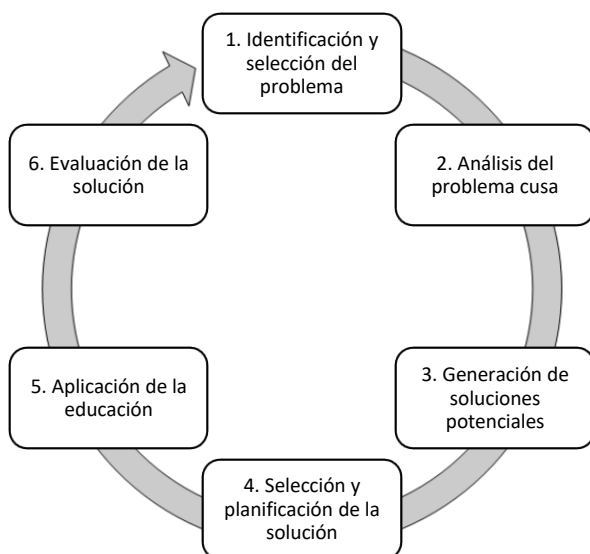 1. Identificación y
selección del
problema
2. Análisis del
problema cusa
3. Generación de
soluciones
potenciales
4. Selección y
planificación de la
solución
5. Aplicación de la
educación
6. Evaluación de la
solución